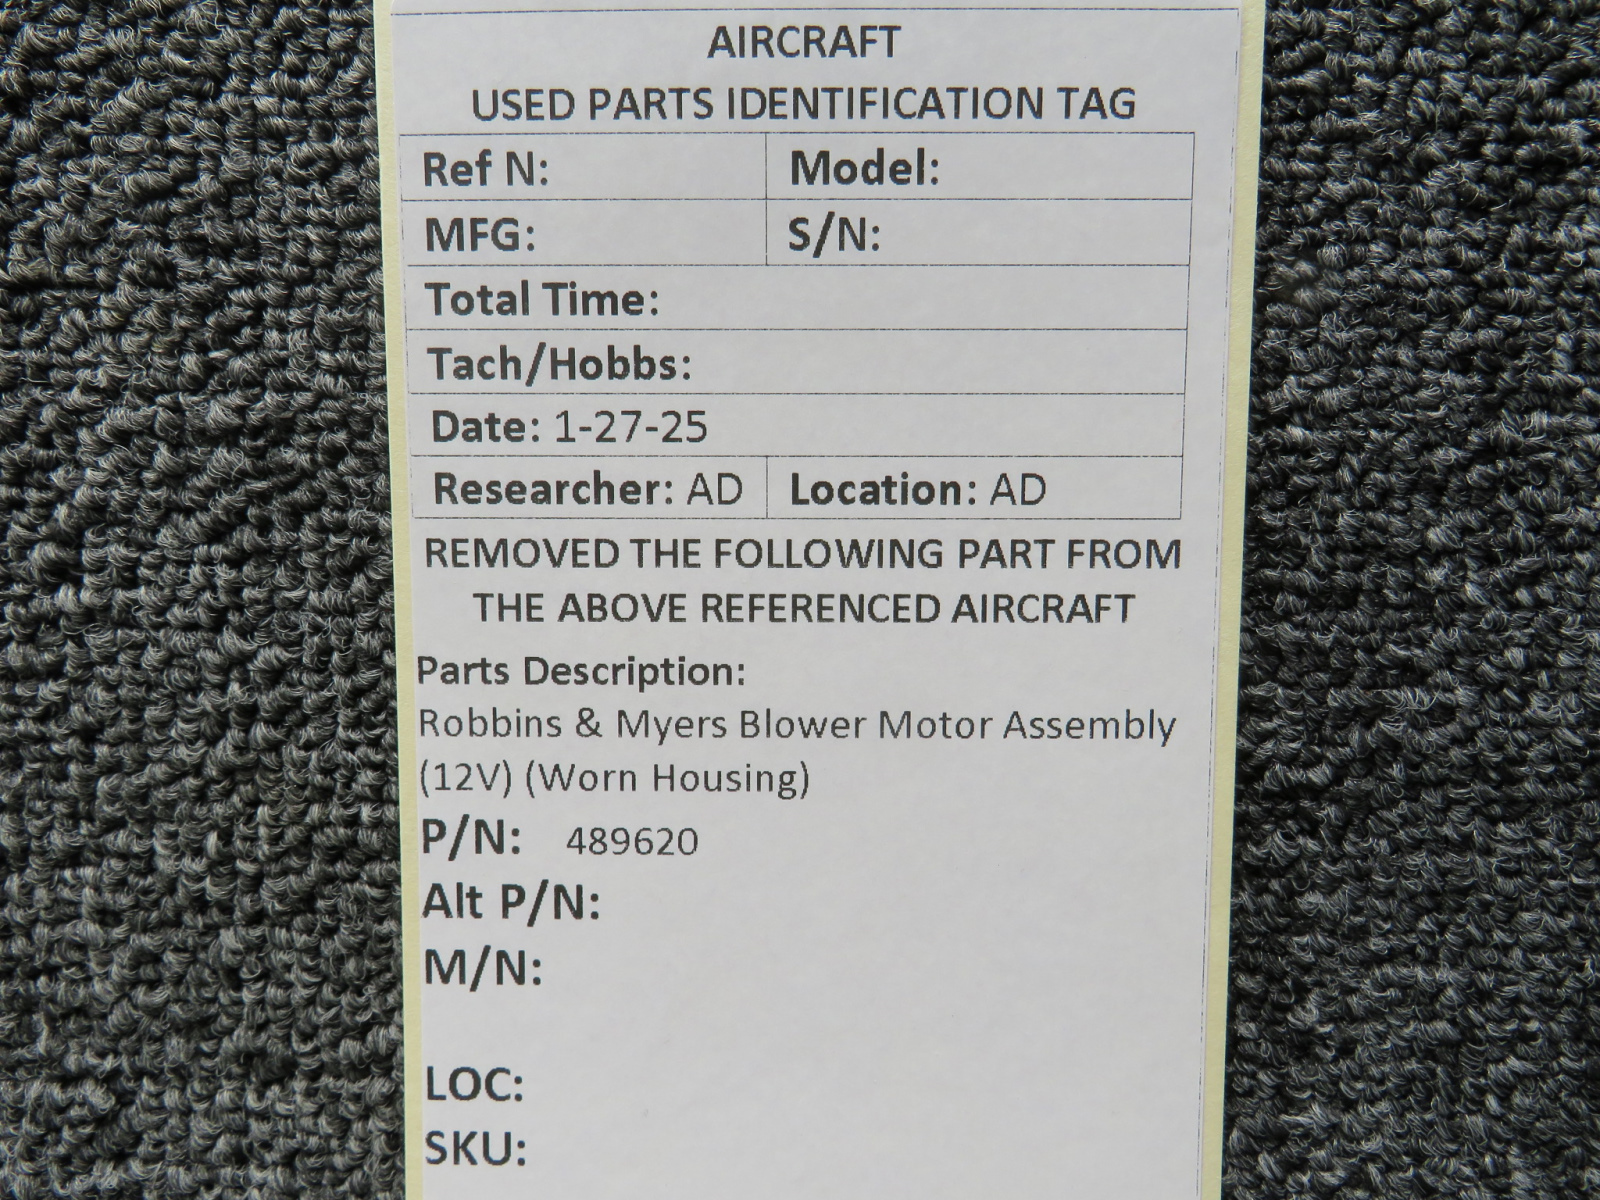 AIRCRAFT
USED PARTS IDENTIFICATION TAG
Ref N: Model:
MFG: S/N:
Total Time:
Tach/Hobbs:
Date: 1-27-25
Researcher: AD Location: AD
REMOVED THE FOLLOWING PART FROM
THE ABOVE REFERENCED AIRCRAFT
Parts Description:
Robbins & Myers Blower Motor Assembly
(12V) (Worn Housing)
P/N: 489620
Alt P/N:
M/N:
LOC:
SKU: